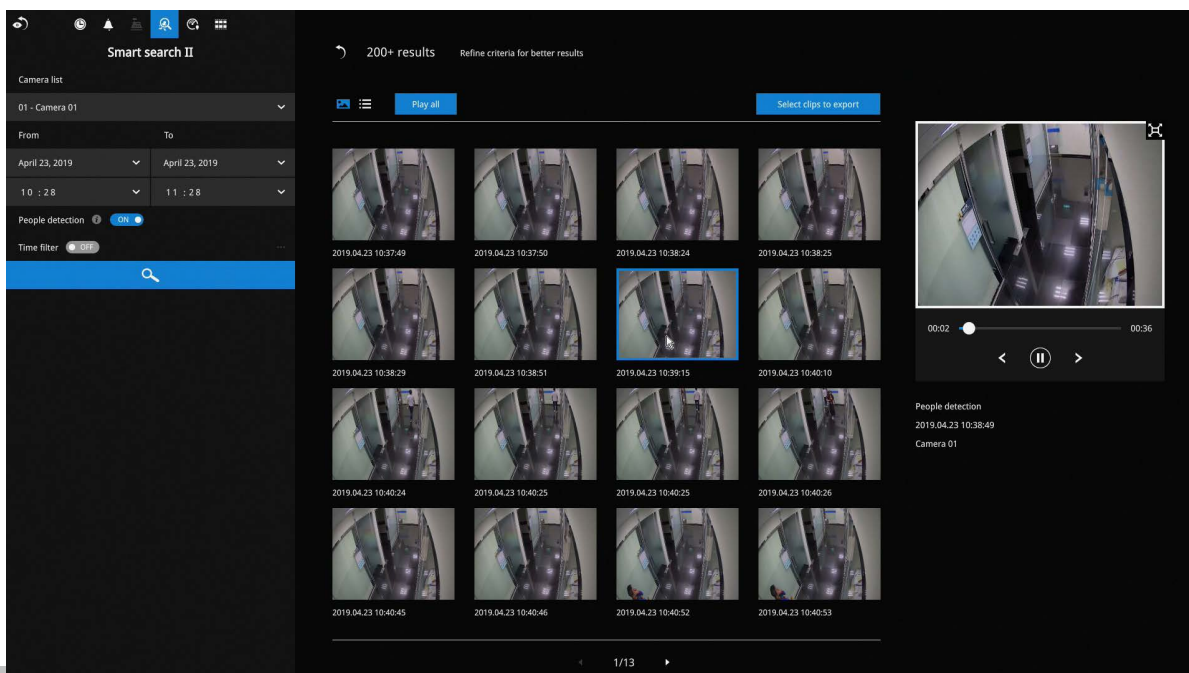 Smart search II
Camera list
01 - Camera 01
From To
April 23, 2019 April 23, 2019
10 : 28 11 : 28
People detection ON
Time filter OFF
200+ results Refine criteria for better results
Play all Select clips to export
2019.04.23 10:37:49 2019.04.23 10:37:50 2019.04.23 10:38:24 2019.04.23 10:38:25
2019.04.23 10:38:29 2019.04.23 10:38:51 2019.04.23 10:39:15 2019.04.23 10:40:10
2019.04.23 10:40:24 2019.04.23 10:40:25 2019.04.23 10:40:25 2019.04.23 10:40:26
2019.04.23 10:40:45 2019.04.23 10:40:46 2019.04.23 10:40:52 2019.04.23 10:40:53
1/13
00:02 00:36
People detection
2019.04.23 10:38:49
Camera 01